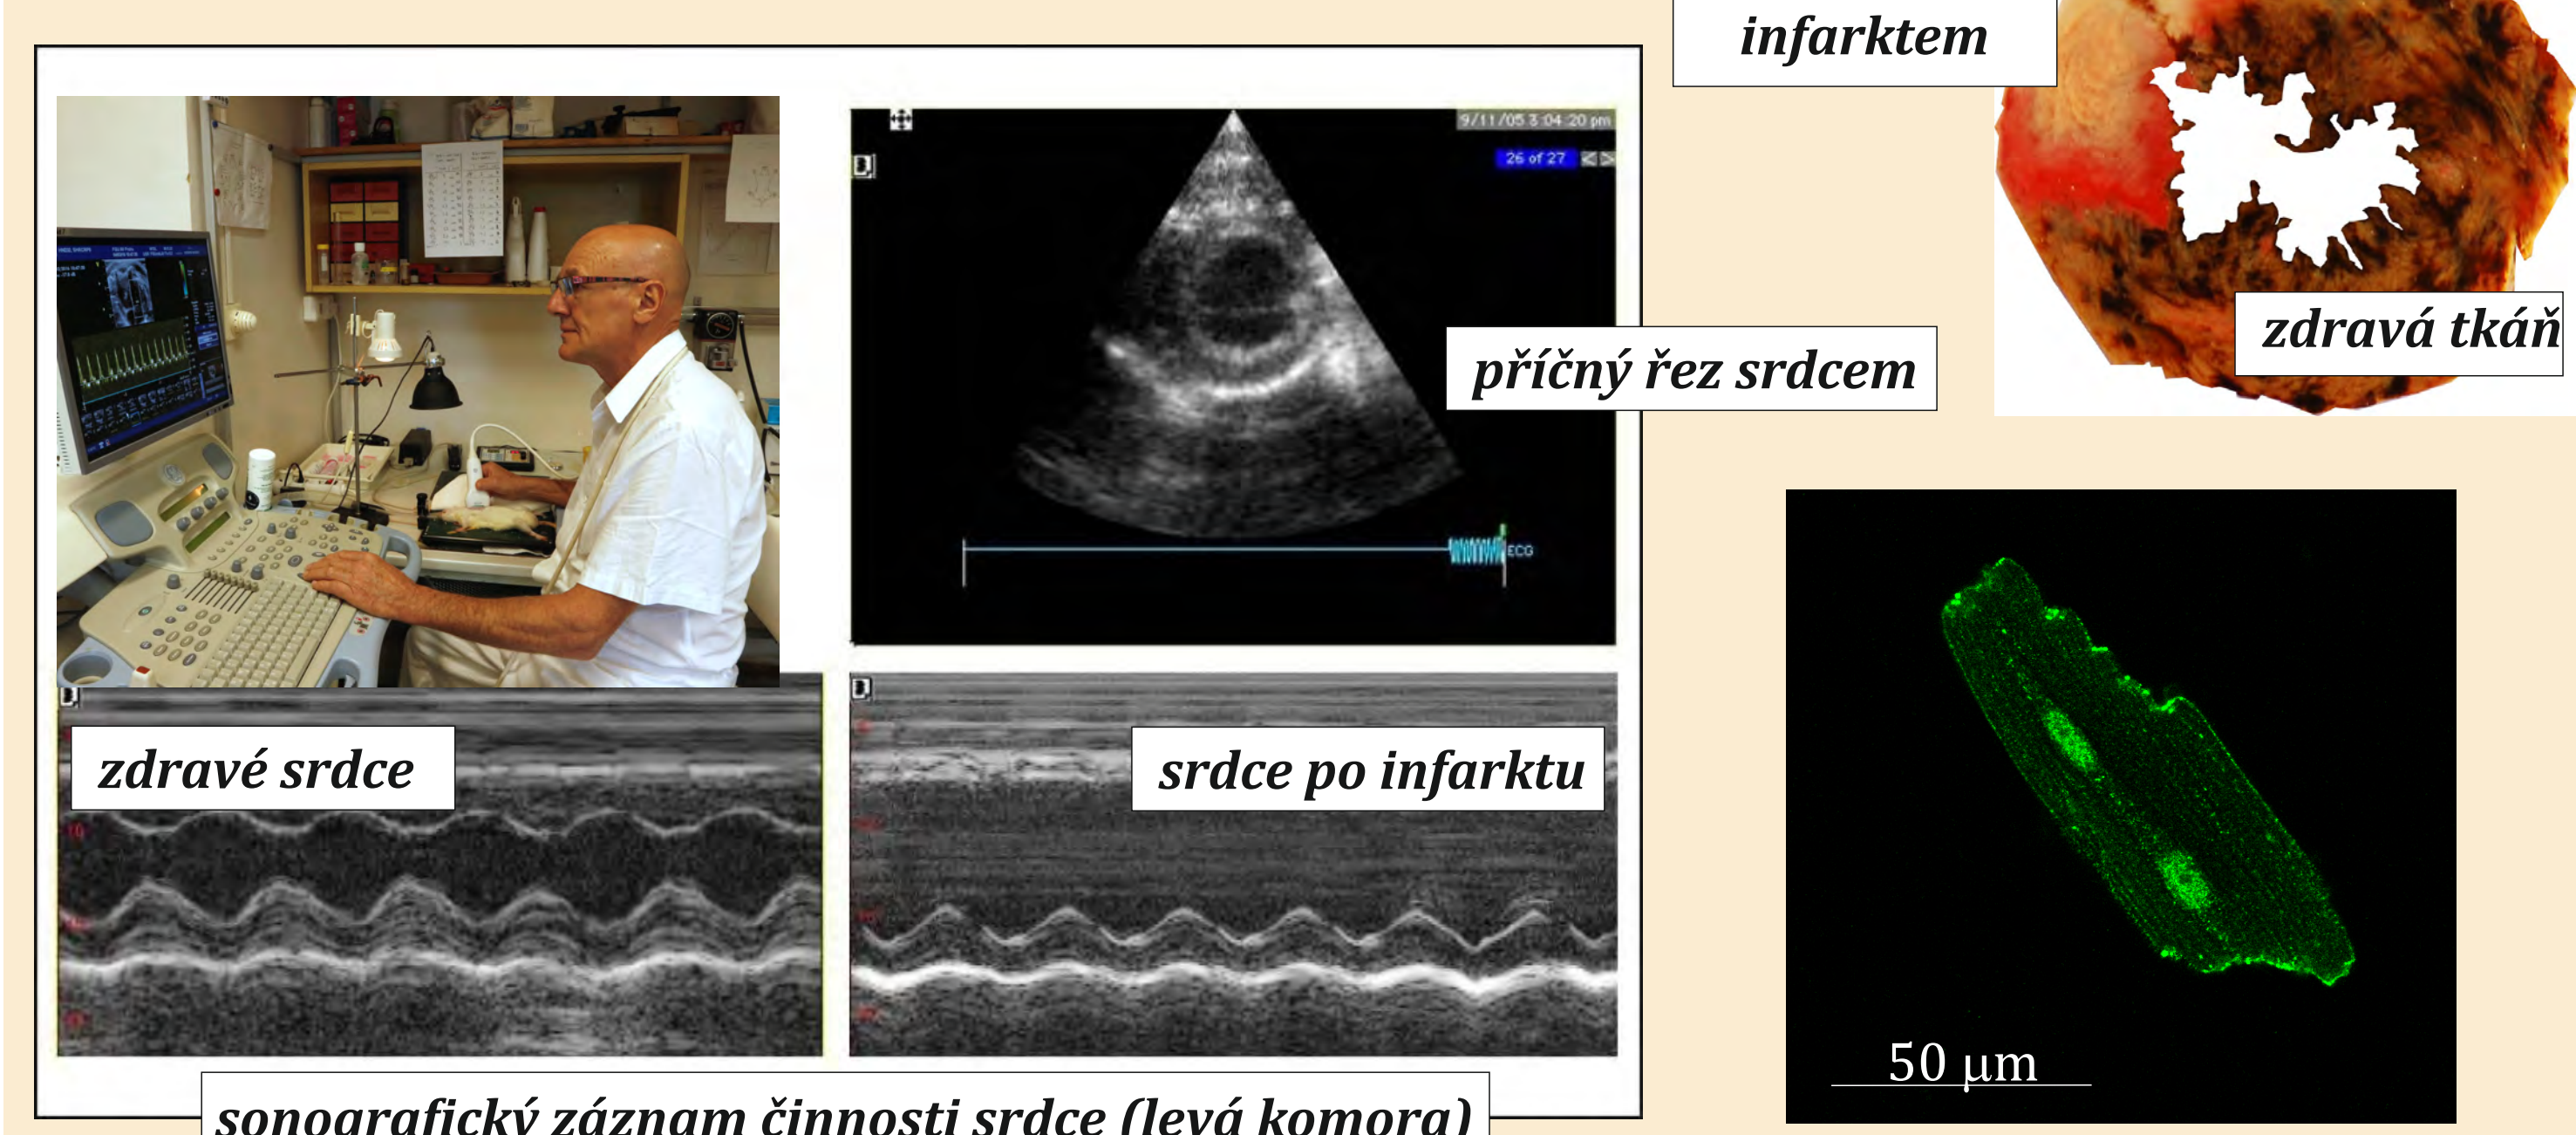 infarktem
9/11/05 3:04:20 pm
26 of 27
zdravá tkáň
příčný řez srdcem
ECG
zdravé srdce
srdce po infarktu
50 μm
sonografický záznam činnosti srdce (levá komora)